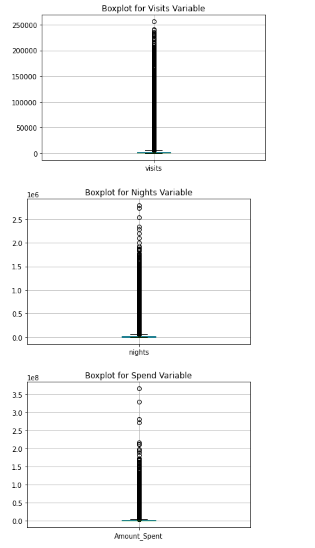 Boxplot for Visits Variable
250000
200000
150000
100000
50000
0
visits
Boxplot for Nights Variable
1e6
2.5
2.0
1.5
1.0
0.5
0.0
nights
Boxplot for Spend Variable
1e8
3.5
3.0
2.5
2.0
1.5
1.0
0.5
0.0
Amount_Spent